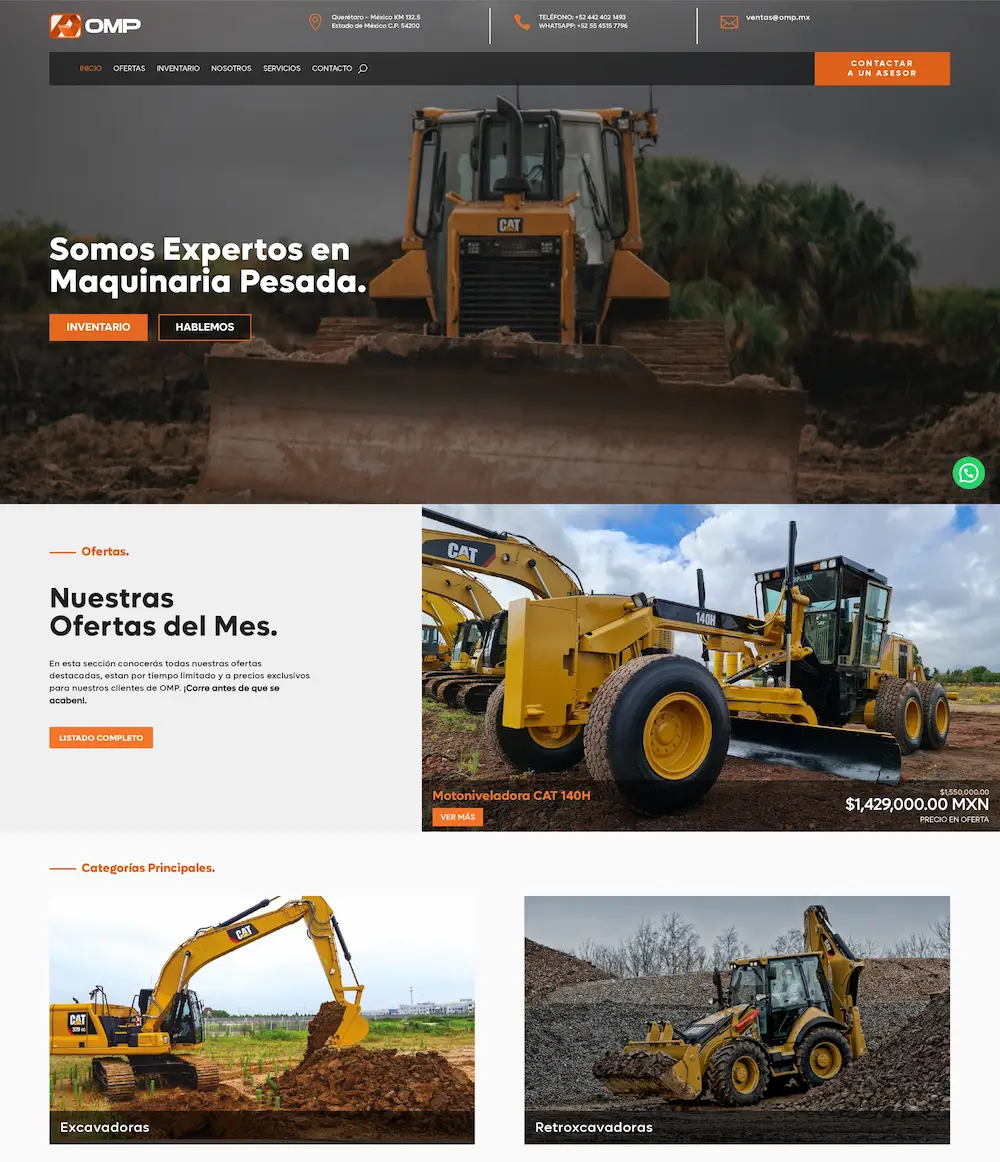 OMP
Querétaro – México KM 132.5
Estado de México C.P. 54200
TELÉFONO: +52 442 402 1493
WHATSAPP: +52 55 4515 7796
ventas@omp.mx
INICIO OFERTAS INVENTARIO NOSOTROS SERVICIOS CONTACTO
CONTACTAR
A UN ASESOR
CAT
Somos Expertos en
Maquinaria Pesada.
INVENTARIO HABLEMOS
Ofertas.
Nuestras
Ofertas del Mes.
En esta sección conocerás todas nuestras ofertas
destacadas, estan por tiempo limitado y a precios exclusivos
para nuestros clientes de OMP. ¡Corre antes de que se
acaben!.
LISTADO COMPLETO
CAT
140H
Motoniveladora CAT 140H
VER MÁS
$1,550,000.00
$1,429,000.00 MXN
PRECIO EN OFERTA
Categorías Principales.
CAT
CAT
Excavadoras
Retroxcavadoras